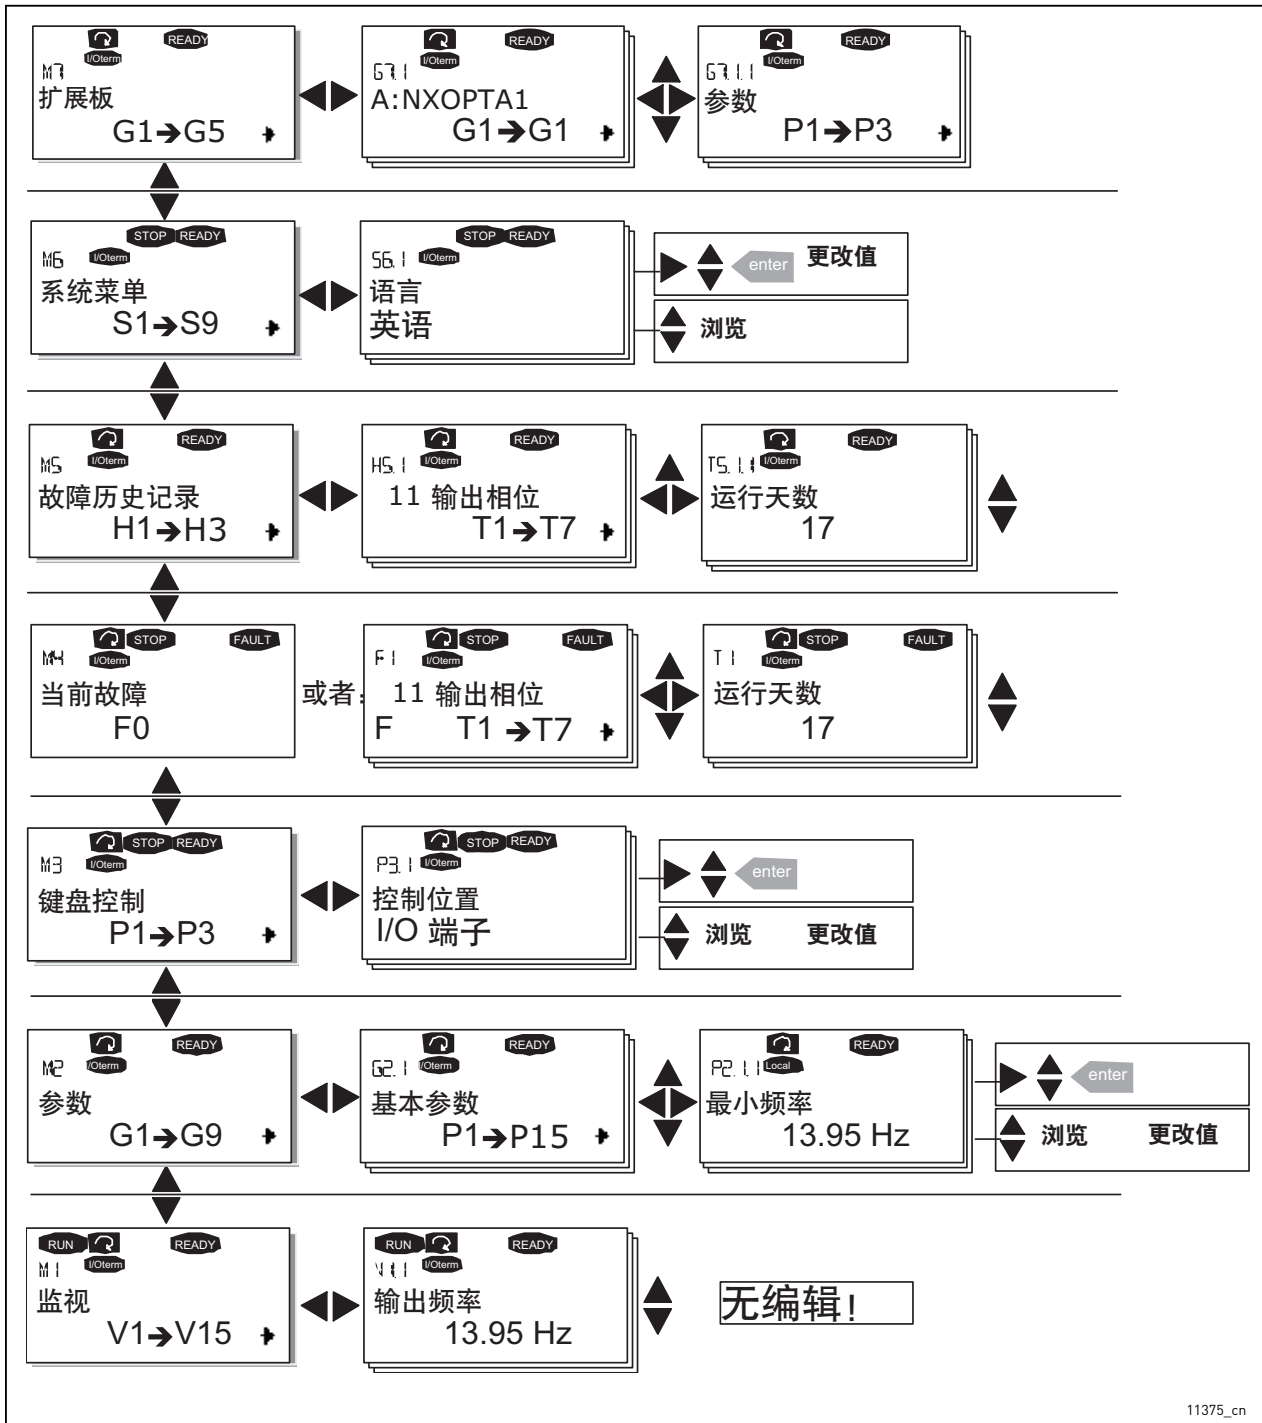 READY
I/Oterm
M7
扩展板
G1➔G5
READY
I/Oterm
G7.1
A:NXOPTA1
G1➔G1
READY
I/Oterm
G7.1.1
参数
P1➔P3
STOP READY
M6 I/Oterm
系统菜单
S1➔S9
STOP READY
S6.1 I/Oterm
语言
英语
enter 更改值
浏览
READY
M5 I/Oterm
故障历史记录
H1➔H3
READY
H5.1 I/Oterm
11 输出相位
T1➔T7
READY
T5.1.1 I/Oterm
运行天数
17
STOP FAULT
M4 I/Oterm
当前故障
F0
或者:
STOP FAULT
F1 I/Oterm
11 输出相位
F T1 ➔T7
STOP FAULT
T1 I/Oterm
运行天数
17
STOP READY
M3 I/Oterm
键盘控制
P1➔P3
STOP READY
P3.1 I/Oterm
控制位置
I/O 端子
enter
浏览 更改值
READY
M2 I/Oterm
参数
G1➔G9
READY
G2.1 I/Oterm
基本参数
P1➔P15
READY
P2.1.1 Local
最小频率
13.95 Hz
enter
浏览 更改值
RUN READY
M1 I/Oterm
监视
V1➔V15
RUN READY
V1.1 I/Oterm
输出频率
13.95 Hz
无编辑!
11375_cn